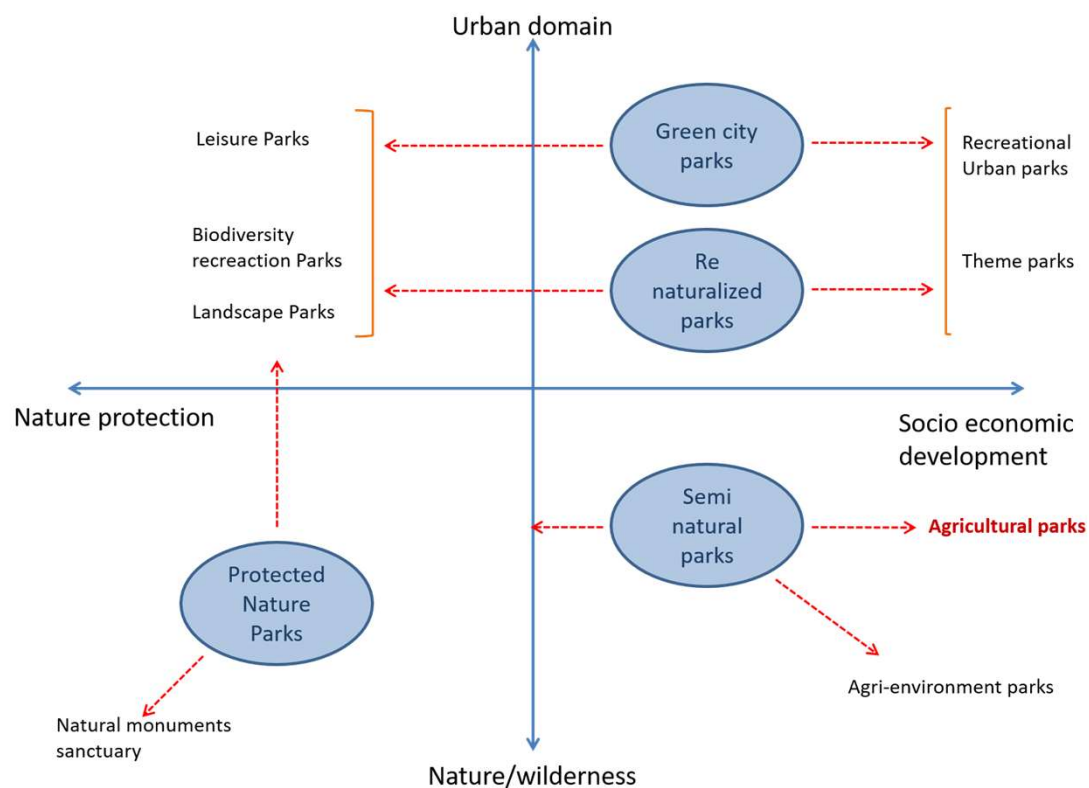 Urban domain
Leisure Parks
Green city
parks
Recreational
Urban parks
Biodiversity
recreaction Parks
Landscape Parks
Re
naturalized
parks
Theme parks
Nature protection
Socio economic
development
Semi
natural
parks
Agricultural parks
Protected
Nature
Parks
Agri-environment parks
Natural monuments
sanctuary
Nature/wilderness